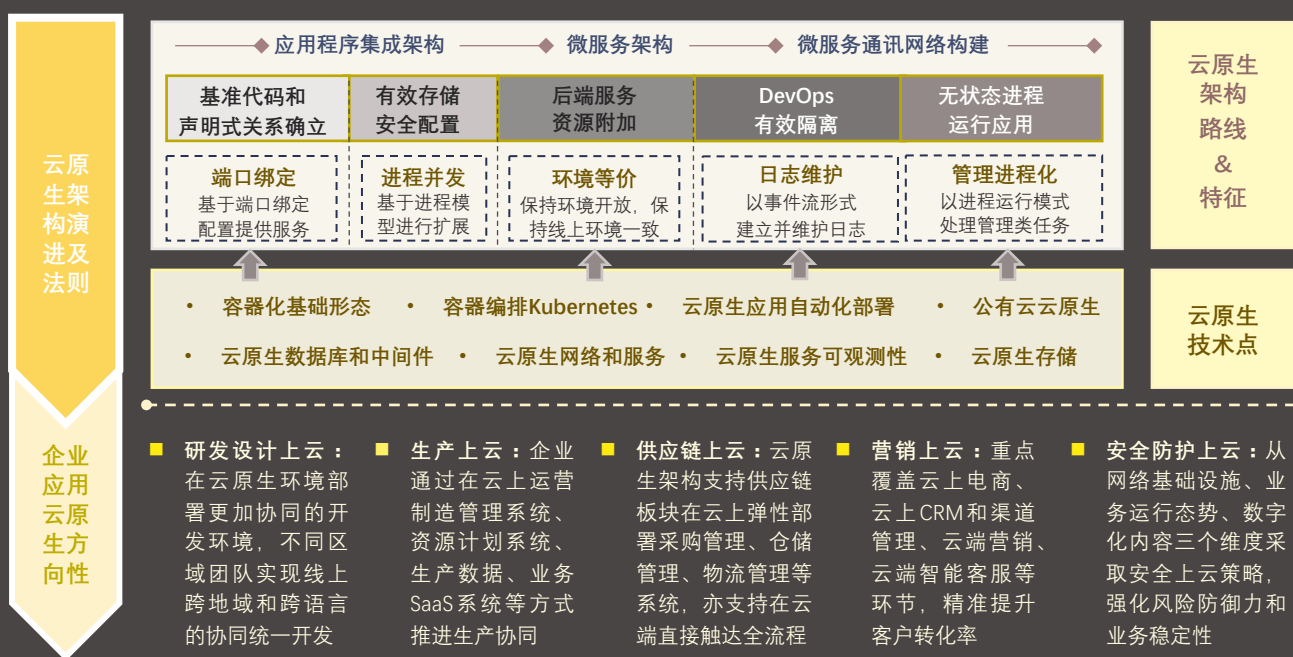 云原
生架
构演
进及
法则
应用程序集成架构
微服务架构
微服务通讯网络构建
基准代码和
声明式关系确立
有效存储
安全配置
后端服务
资源附加
DevOps
有效隔离
无状态进程
运行应用
端口绑定
基于端口绑定
配置提供服务
进程并发
基于进程模
型进行扩展
环境等价
保持环境开放，保
持线上环境一致
日志维护
以事件流形式
建立并维护日志
管理进程化
以进程运行模式
处理管理类任务
云原生
架构
路线
&
特征
• 容器化基础形态 • 容器编排Kubernetes • 云原生应用自动化部署 • 公有云云原生
• 云原生数据库和中间件 • 云原生网络和服务 • 云原生服务可观测性 • 云原生存储
云原生
技术点
企业
应用
云原
生方
向性
研发设计上云：
在云原生环境部
署更加协同的开
发环境，不同区
域团队实现线上
跨地域和跨语言
的协同统一开发
生产上云：企业
通过在云上运营
制造管理系统、
资源计划系统、
生产数据、业务
SaaS系统等方式
推进生产协同
供应链上云：云原
生架构支持供应链
板块在云上弹性部
署采购管理、仓储
管理、物流管理等
系统，亦支持在云
端直接触达全流程
营销上云：重点
覆盖云上电商、
云上CRM和渠道
管理、云端营销、
云端智能客服等
环节，精准提升
客户转化率
安全防护上云：从
网络基础设施、业
务运行态势、数字
化内容三个维度采
取安全上云策略，
强化风险防御力和
业务稳定性